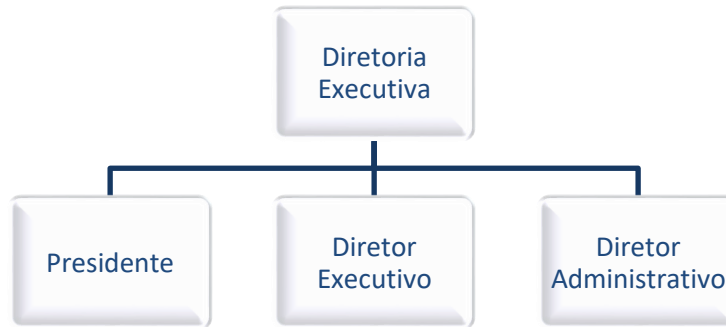 Diretoria
Executiva
Presidente
Diretor
Executivo
Diretor
Administrativo